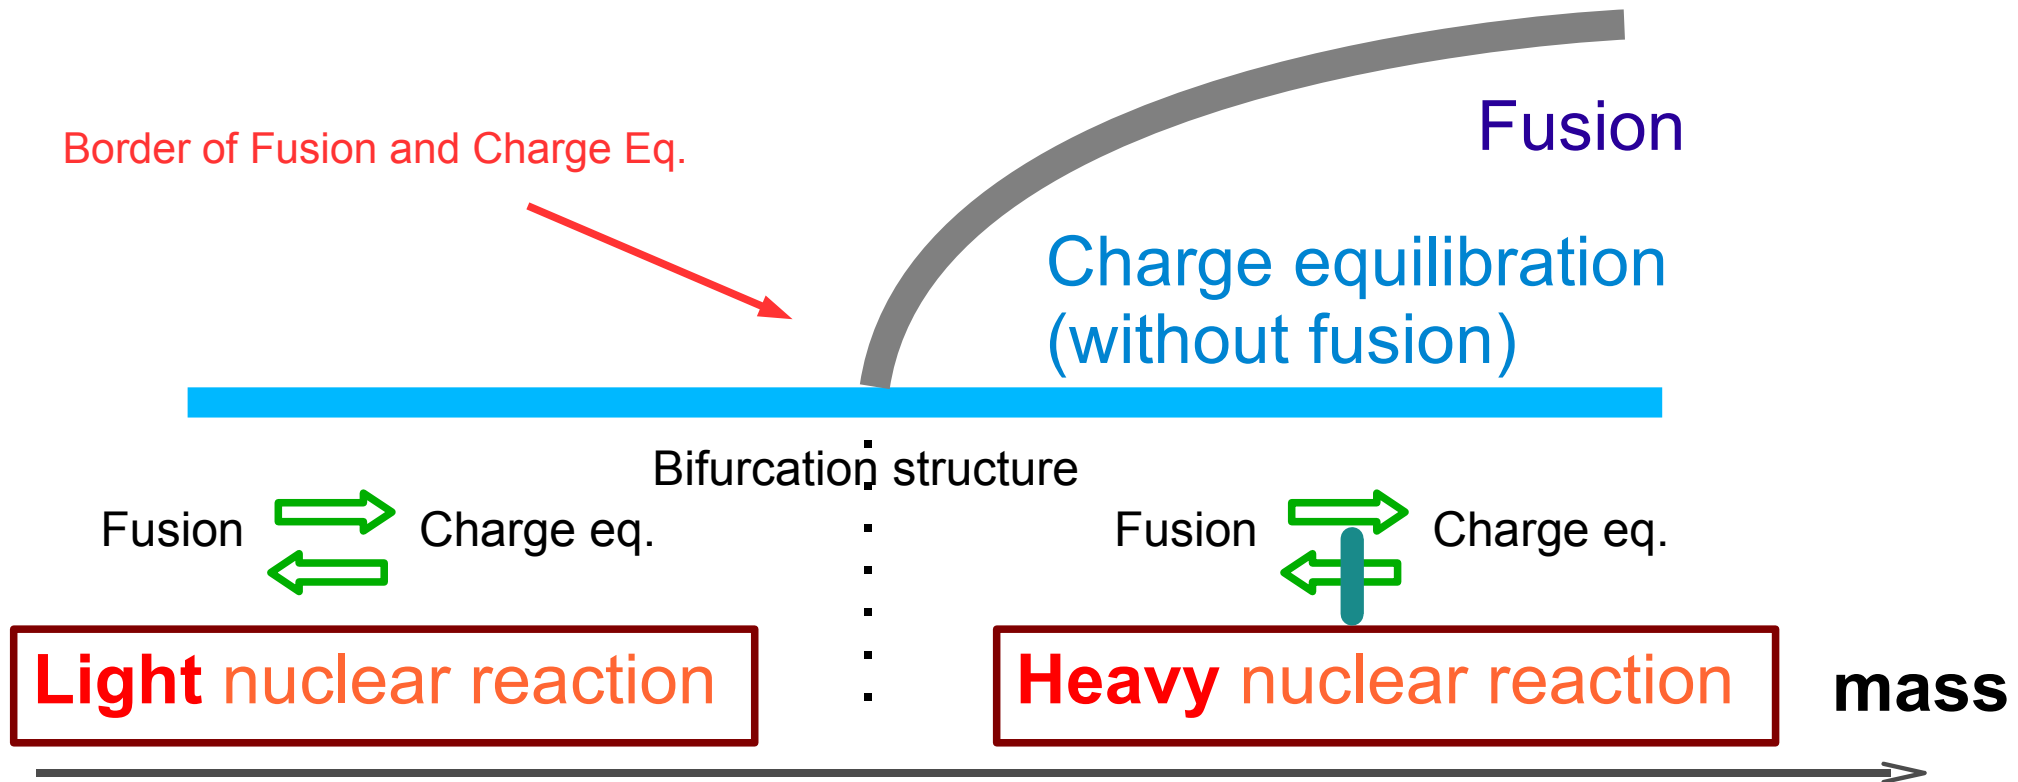 Fusion
Border of Fusion and Charge Eq.
Charge equilibration
(without fusion)
Bifurcation structure
Fusion Charge eq.
Fusion Charge eq.
Light nuclear reaction
Heavy nuclear reaction
mass